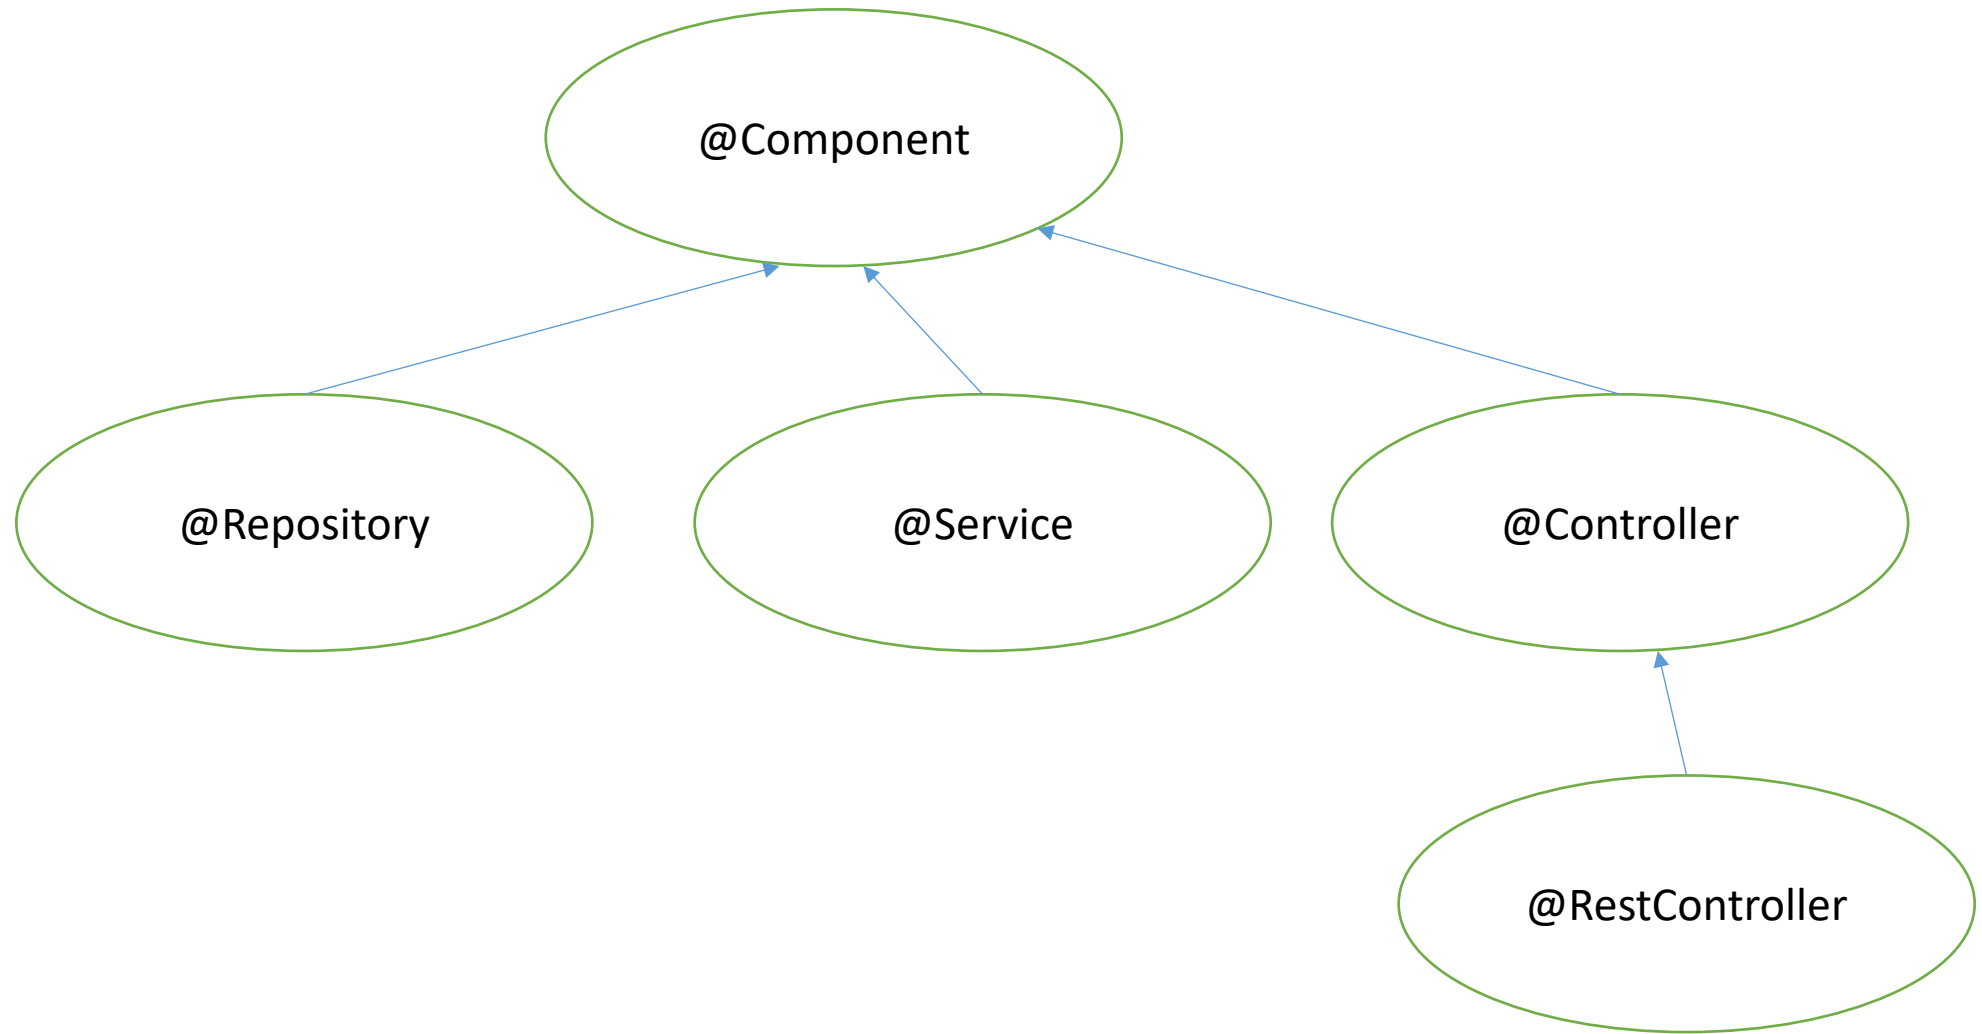 @Component
@Repository
@Service
@Controller
@RestController